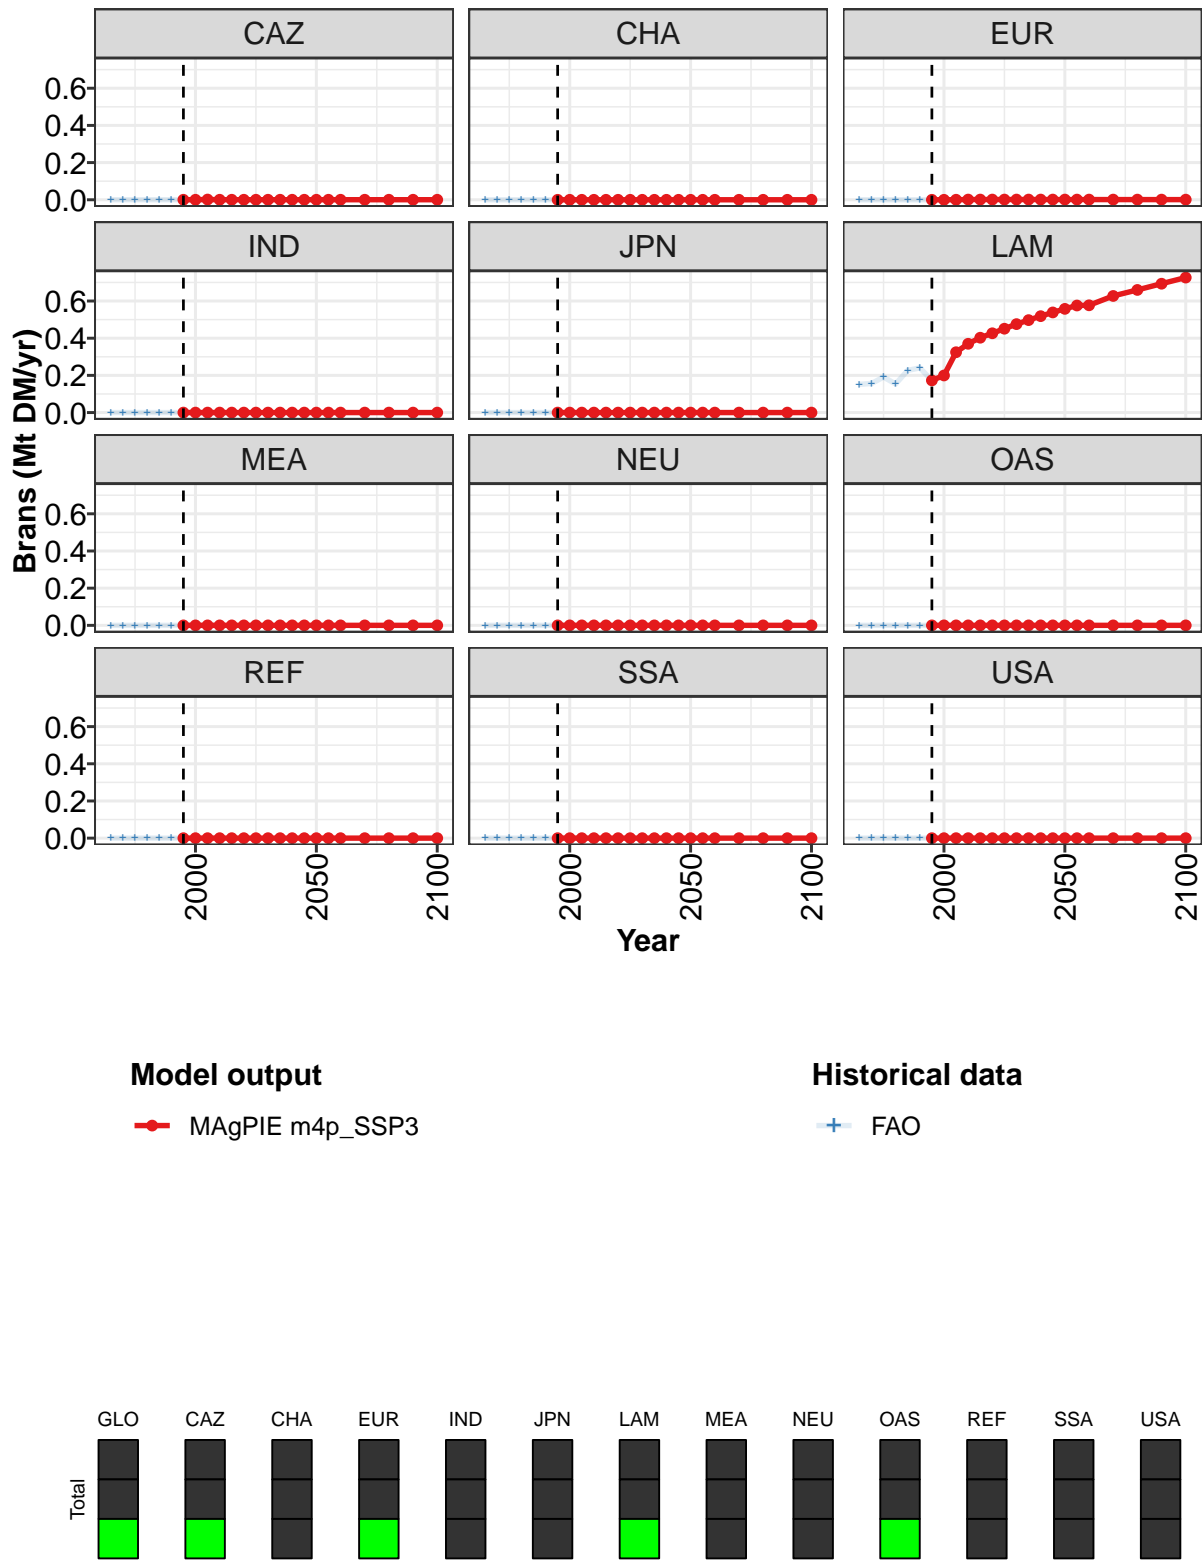 CAZ CHA EUR
0.6
0.4
0.2
0.0
IND JPN LAM
0.6
0.4
0.2
0.0
MEA NEU OAS
0.6
0.4
0.2
0.0
REF SSA USA
0.6
0.4
0.2
0.0
Brans (Mt DM/yr)
2000 2050 2100 2000 2050 2100 2000 2050 2100
Year
Model output Historical data
MAgPIE m4p_SSP3 FAO
GLO CAZ CHA EUR IND JPN LAM MEA NEU OAS REF SSA USA
Total